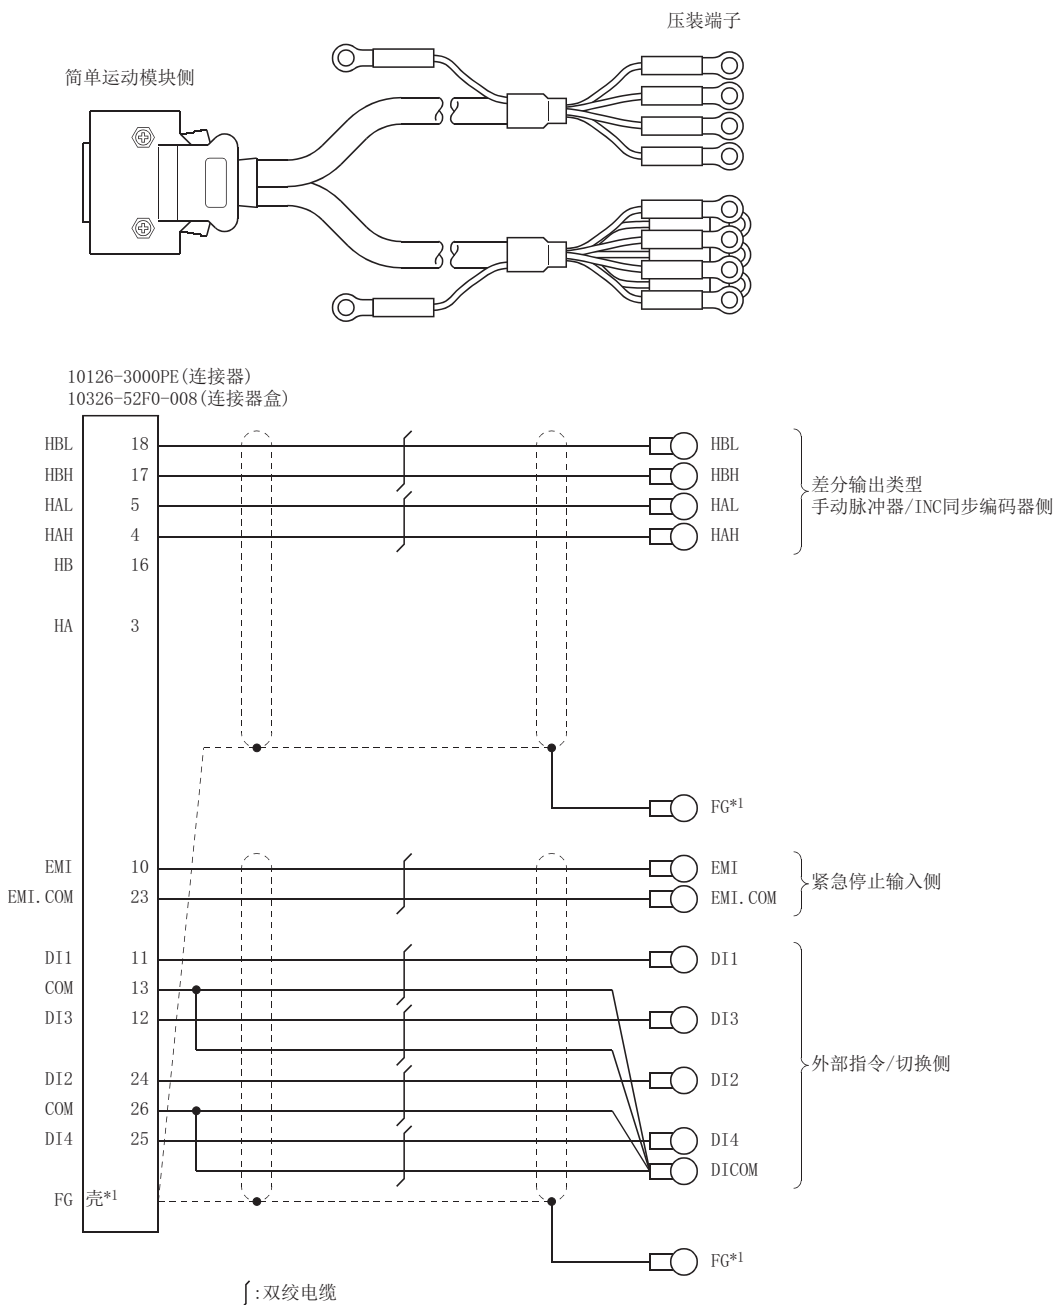 压装端子
简单运动模块侧
10126-3000PE(连接器)
10326-52F0-008(连接器盒)
HBL 18 HBL
HBH 17 HBH
HAL 5 HAL
HAH 4 HAH
差分输出类型
手动脉冲器/INC同步编码器侧
HB 16
HA 3
FG*1
EMI 10 EMI
EMI.COM 23 EMI.COM
紧急停止输入侧
DI1 11 DI1
COM 13
DI3 12 DI3
外部指令/切换侧
DI2 24 DI2
COM 26
DI4 25 DI4
DICOM
FG 壳*1
FG*1
:双绞电缆